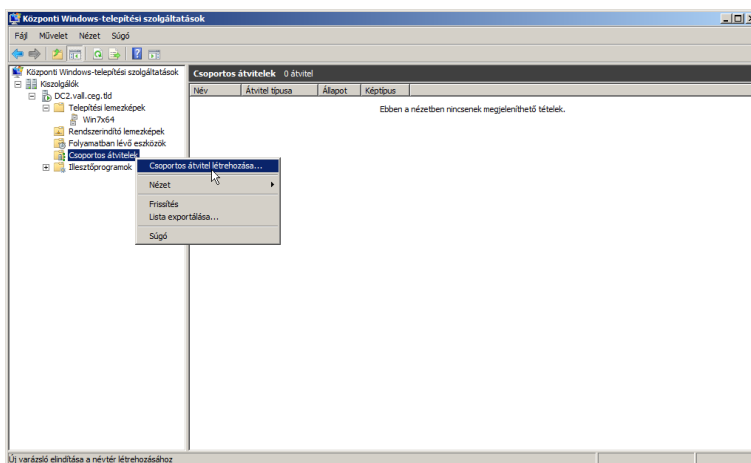 Központi Windows-telepítési szolgáltatások
Fájl Művelet Nézet Súgó
Központi Windows-telepítési szolgáltatások
Kiszolgálók
DC2.vall.ceg.tld
Telepítési lemezképek
Win7x64
Rendszerindító lemezképek
Folyamatban lévő eszközök
Csoportos átvitelek
Illesztőprogramok
Csoportos átvitelek 0 átvitel
Név Átvitel típusa Állapot Képtípus
Ebben a nézetben nincsenek megjeleníthető tételek.
Csoportos átvitel létrehozása...
Nézet
Frissítés
Lista exportálása...
Súgó
Új varázsló elindítása a névtér létrehozásához